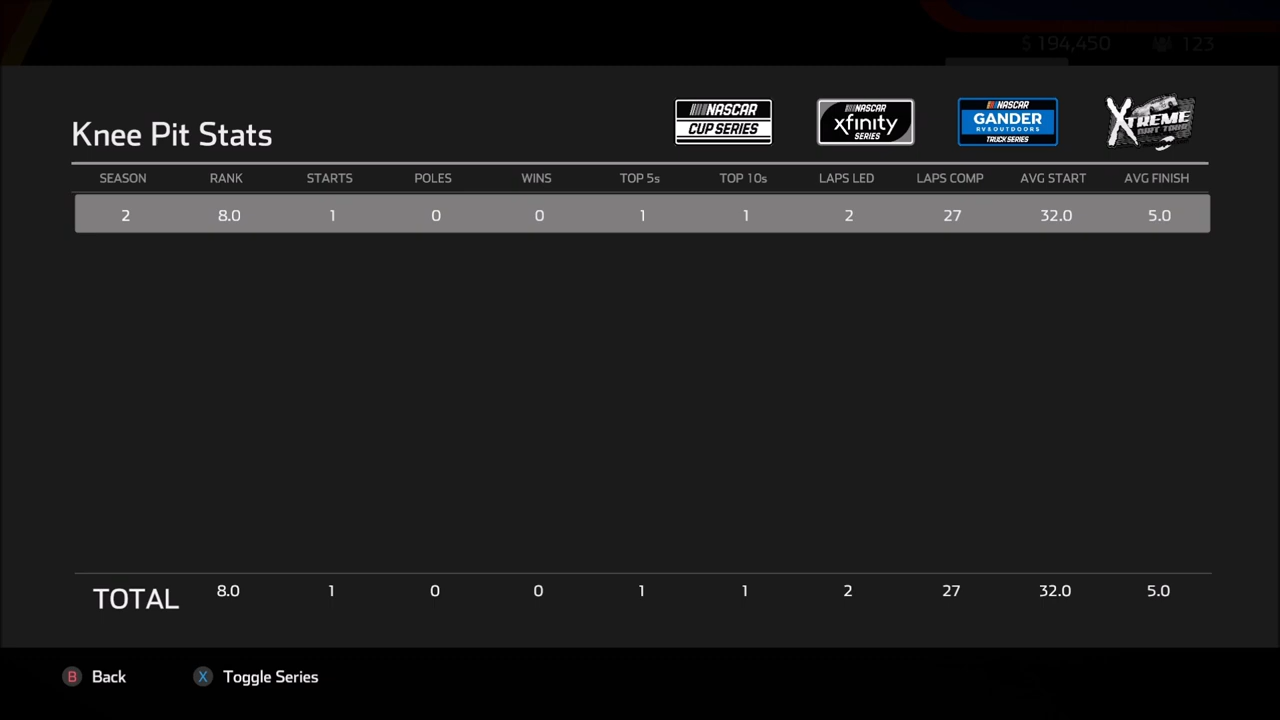 $ 194,450 123
NASCAR
CUP SERIES
NASCAR
xfinity
SERIES
NASCAR
GANDER
RV & OUTDOORS
TRUCK SERIES
XTREME
DIRT TOUR
Knee Pit Stats
SEASON RANK STARTS POLES WINS TOP 5s TOP 10s LAPS LED LAPS COMP AVG START AVG FINISH
2 8.0 1 0 0 1 1 2 27 32.0 5.0
TOTAL 8.0 1 0 0 1 1 2 27 32.0 5.0
B Back X Toggle Series